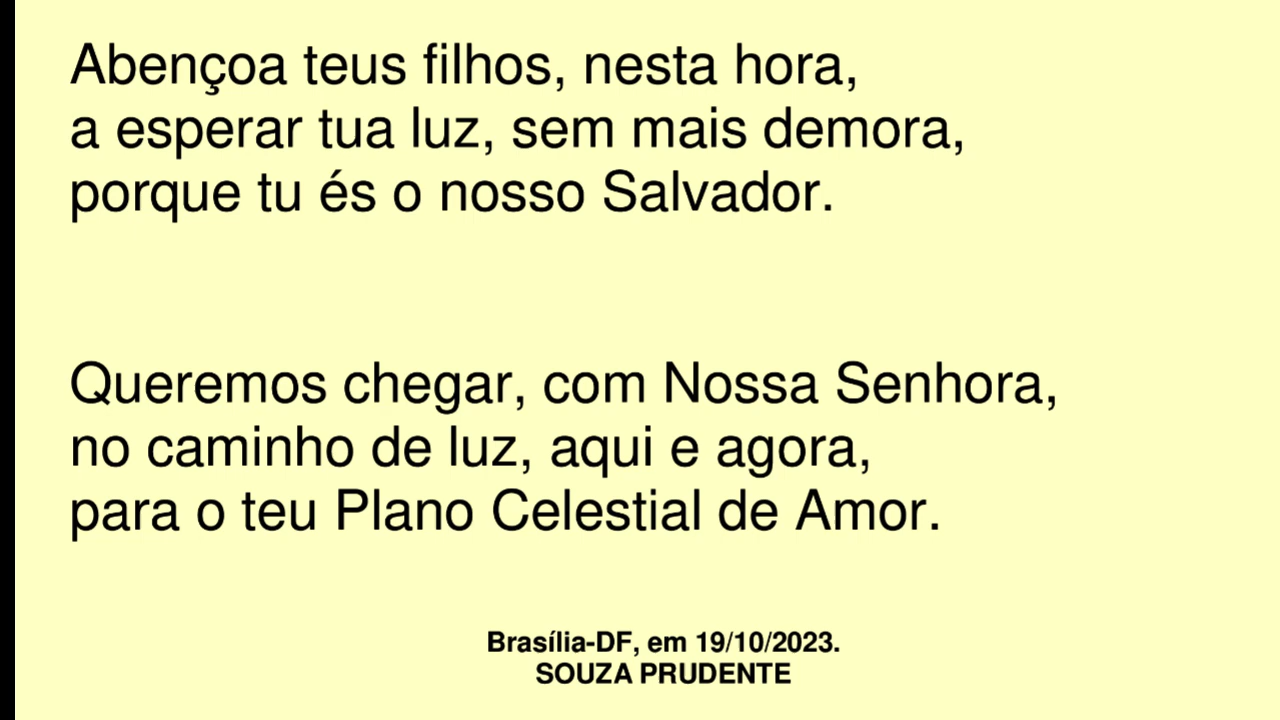 Abençoa teus filhos, nesta hora,
a esperar tua luz, sem mais demora,
porque tu és o nosso Salvador.
Queremos chegar, com Nossa Senhora,
no caminho de luz, aqui e agora,
para o teu Plano Celestial de Amor.
Brasília-DF, em 19/10/2023.
SOUZA PRUDENTE